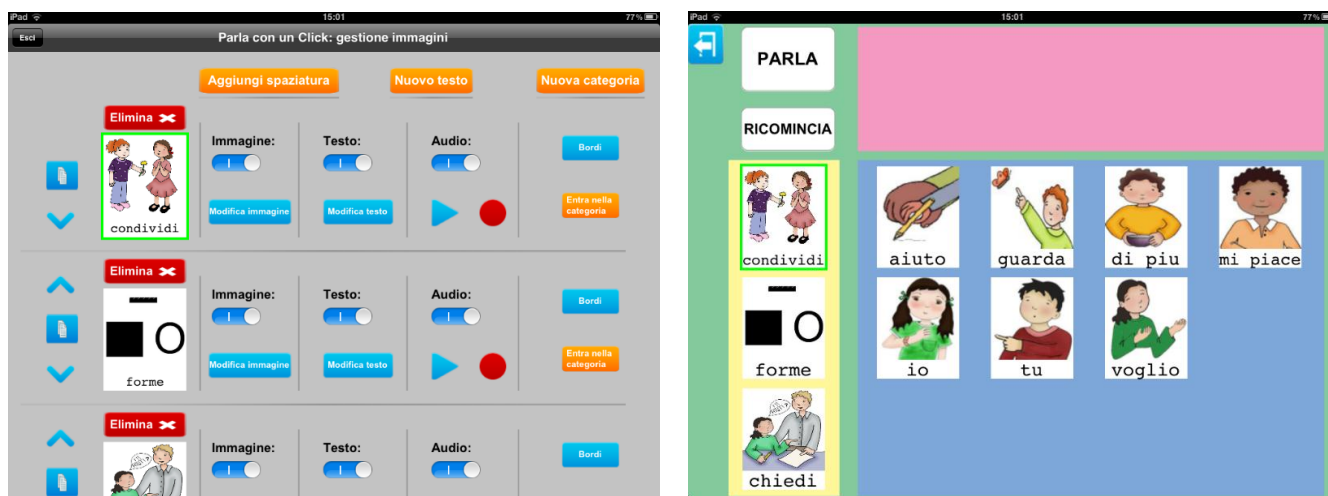 iPad 15:01 77%
Esci Parla con un Click: gestione immagini
Aggiungi spaziatura Nuovo testo Nuova categoria
Elimina
Immagine: Testo: Audio: Bordi
Modifica immagine Modifica testo Entra nella
categoria
condividi
Elimina
Immagine: Testo: Audio: Bordi
Modifica immagine Modifica testo Entra nella
categoria
forme
Elimina
Immagine: Testo: Audio: Bordi
iPad 15:01 77%
PARLA
RICOMINCIA
condividi aiuto guarda di piu mi piace
forme io tu voglio
chiedi